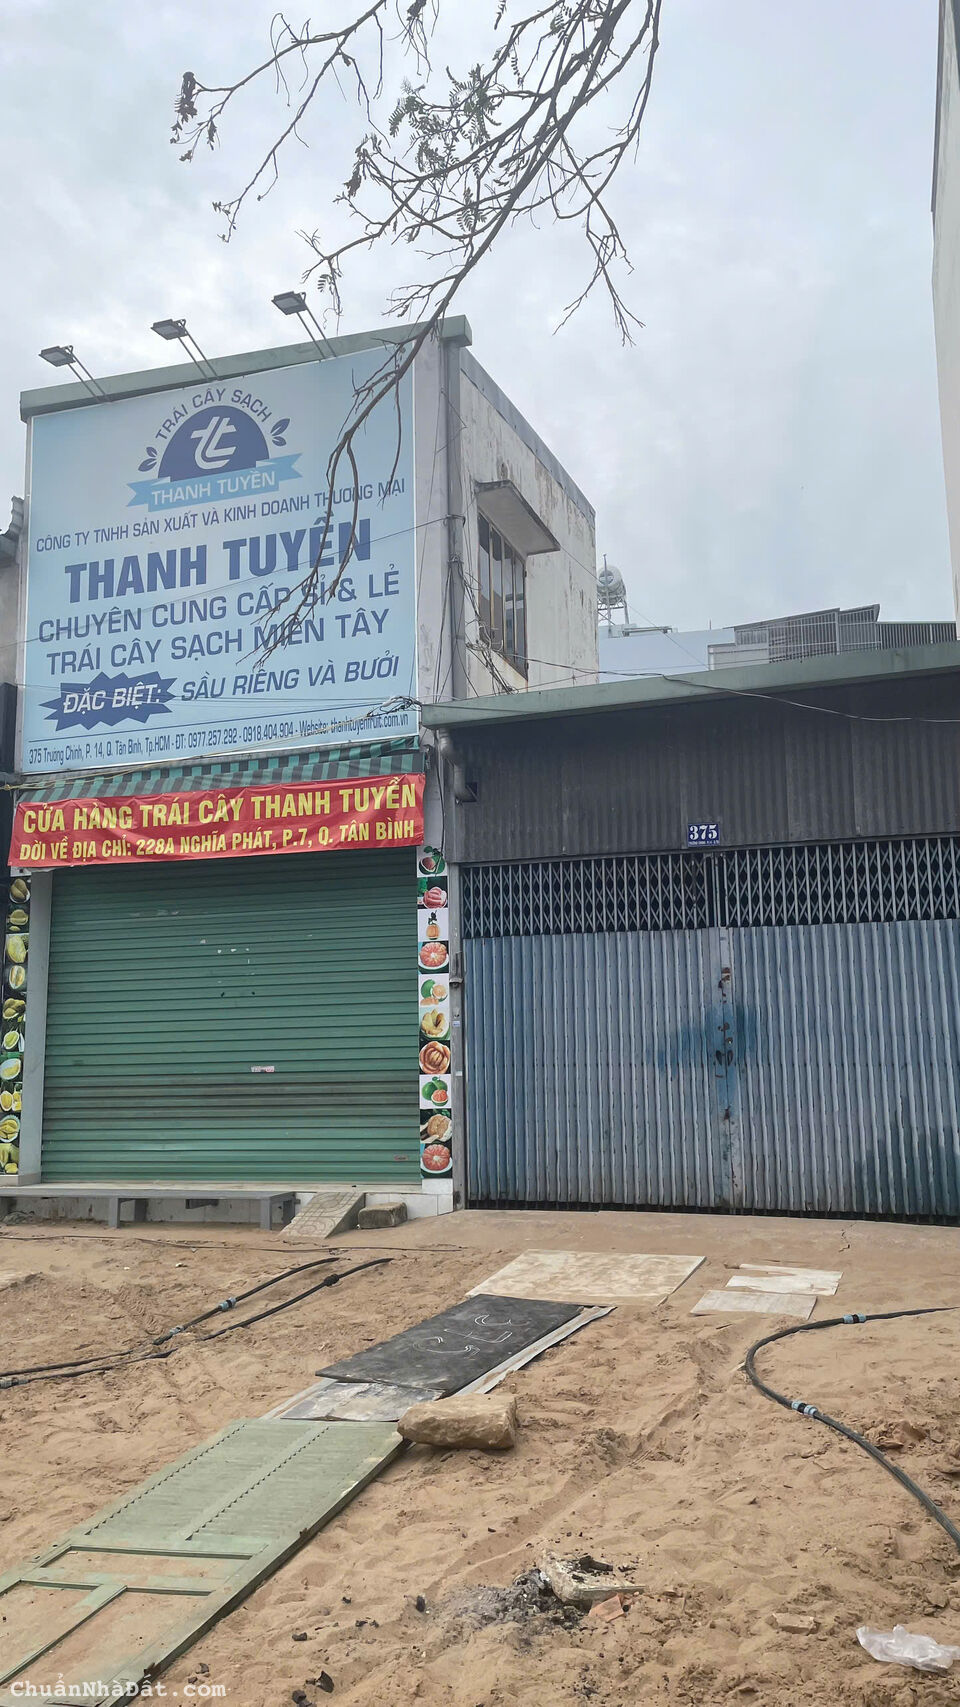 TRÁI CÂY SẠCH
THANH TUYỀN
CÔNG TY TNHH SẢN XUẤT VÀ KINH DOANH THƯƠNG MẠI
THANH TUYỀN
CHUYÊN CUNG CẤP SỈ & LẺ
TRÁI CÂY SẠCH MIỀN TÂY
ĐẶC BIỆT: SẦU RIÊNG VÀ BƯỞI
375 Trường Chinh, P. 14, Q. Tân Bình, Tp.HCM - ĐT: 0977.257.292 - 0918.404.904 - Website: thanhtuyenfruit.com.vn
CỬA HÀNG TRÁI CÂY THANH TUYỀN
DỜI VỀ ĐỊA CHỈ: 228A NGHĨA PHÁT, P.7, Q. TÂN BÌNH
375
ChuẩnNhàĐất.com